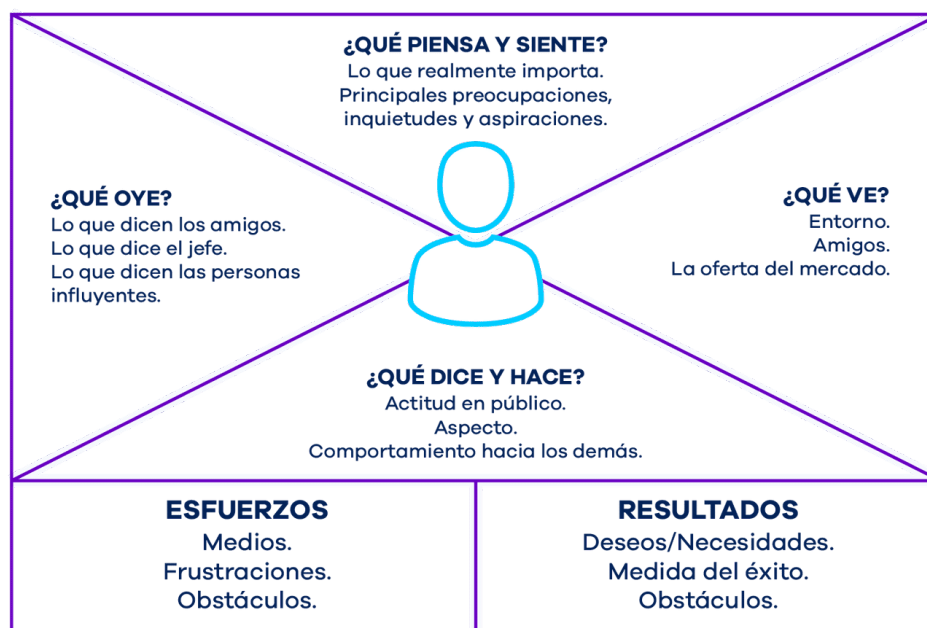 ¿QUÉ PIENSA Y SIENTE?
Lo que realmente importa.
Principales preocupaciones,
inquietudes y aspiraciones.
¿QUÉ OYE?
Lo que dicen los amigos.
Lo que dice el jefe.
Lo que dicen las personas
influyentes.
¿QUÉ VE?
Entorno.
Amigos.
La oferta del mercado.
¿QUÉ DICE Y HACE?
Actitud en público.
Aspecto.
Comportamiento hacia los demás.
ESFUERZOS
Medios.
Frustraciones.
Obstáculos.
RESULTADOS
Deseos/Necesidades.
Medida del éxito.
Obstáculos.